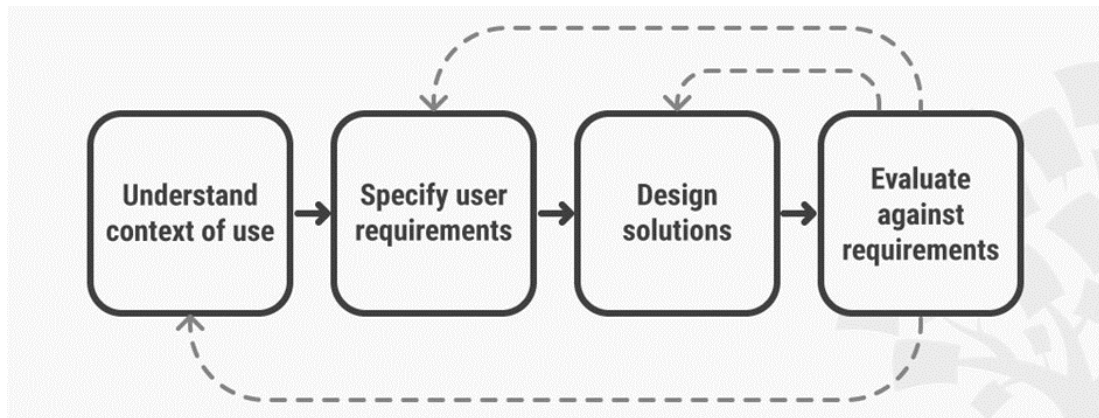 Understand
context of use
Specify user
requirements
Design
solutions
Evaluate
against
requirements